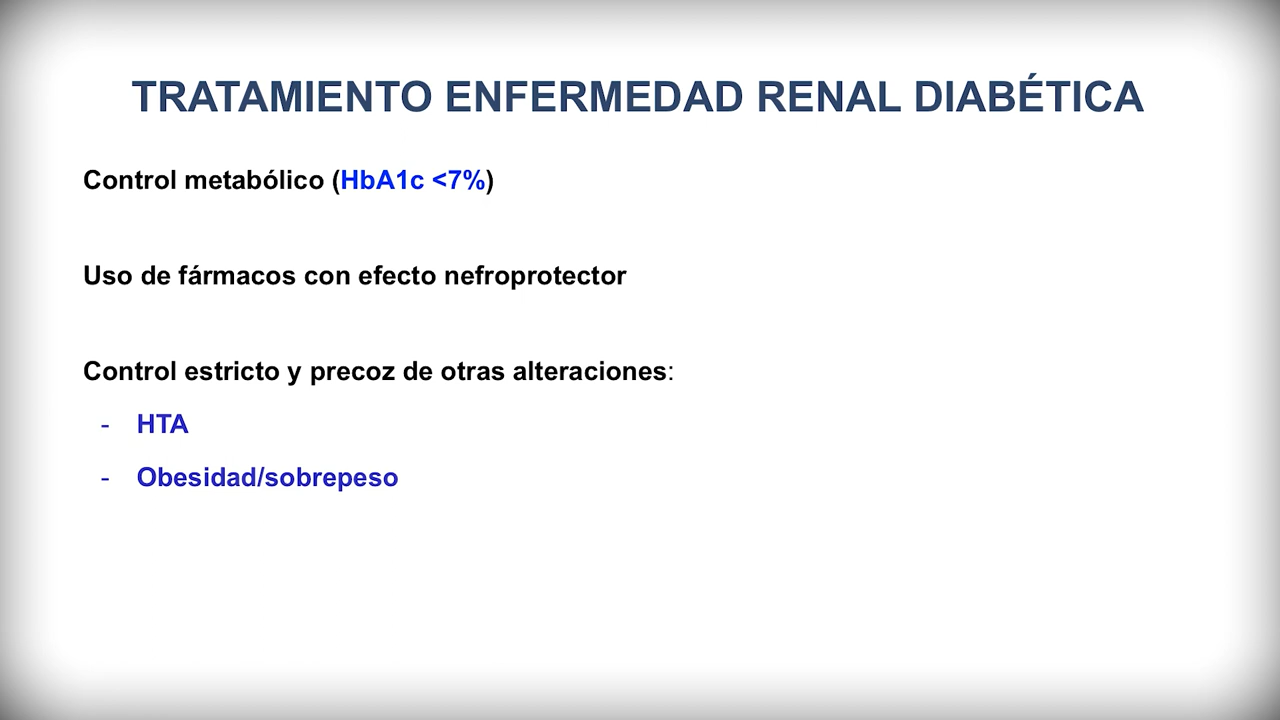 TRATAMIENTO ENFERMEDAD RENAL DIABÉTICA
Control metabólico (HbA1c <7%)
Uso de fármacos con efecto nefroprotector
Control estricto y precoz de otras alteraciones:
- HTA
- Obesidad/sobrepeso